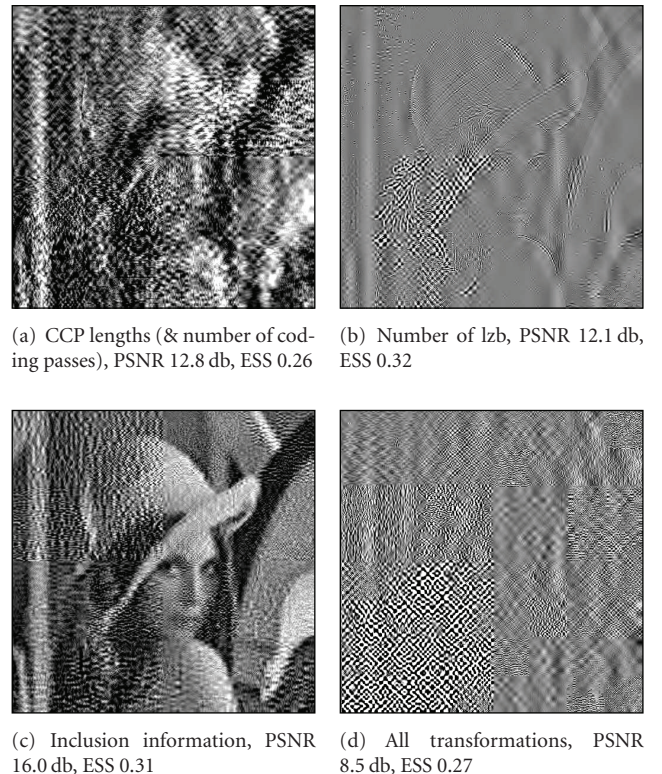 (a) CCP lengths (& number of cod-
ing passes), PSNR 12.8 db, ESS 0.26
(b) Number of lzb, PSNR 12.1 db,
ESS 0.32
(c) Inclusion information, PSNR
16.0 db, ESS 0.31
(d) All transformations, PSNR
8.5 db, ESS 0.27